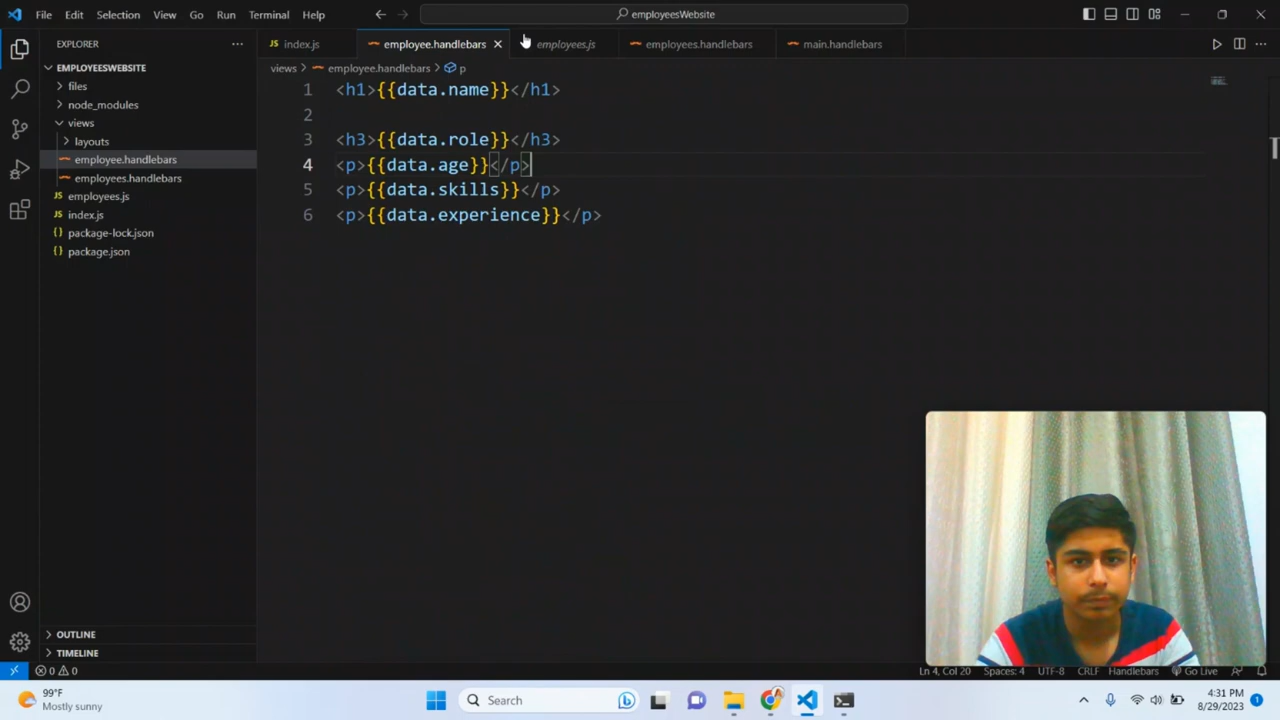 File Edit Selection View Go Run Terminal Help
employeesWebsite
EXPLORER
index.js
employee.handlebars
employees.js
employees.handlebars
main.handlebars
EMPLOYEESWEBSITE
files
node_modules
views
layouts
employee.handlebars
employees.handlebars
employees.js
index.js
package-lock.json
package.json
OUTLINE
TIMELINE
views > employee.handlebars > p
1 <h1>{{data.name}}</h1>
2
3 <h3>{{data.role}}</h3>
4 <p>{{data.age}}</p>
5 <p>{{data.skills}}</p>
6 <p>{{data.experience}}</p>
0 0
Ln 4, Col 20 Spaces: 4 UTF-8 CRLF Handlebars Go Live
99°F
Mostly sunny
Search
4:31 PM
8/29/2023
1